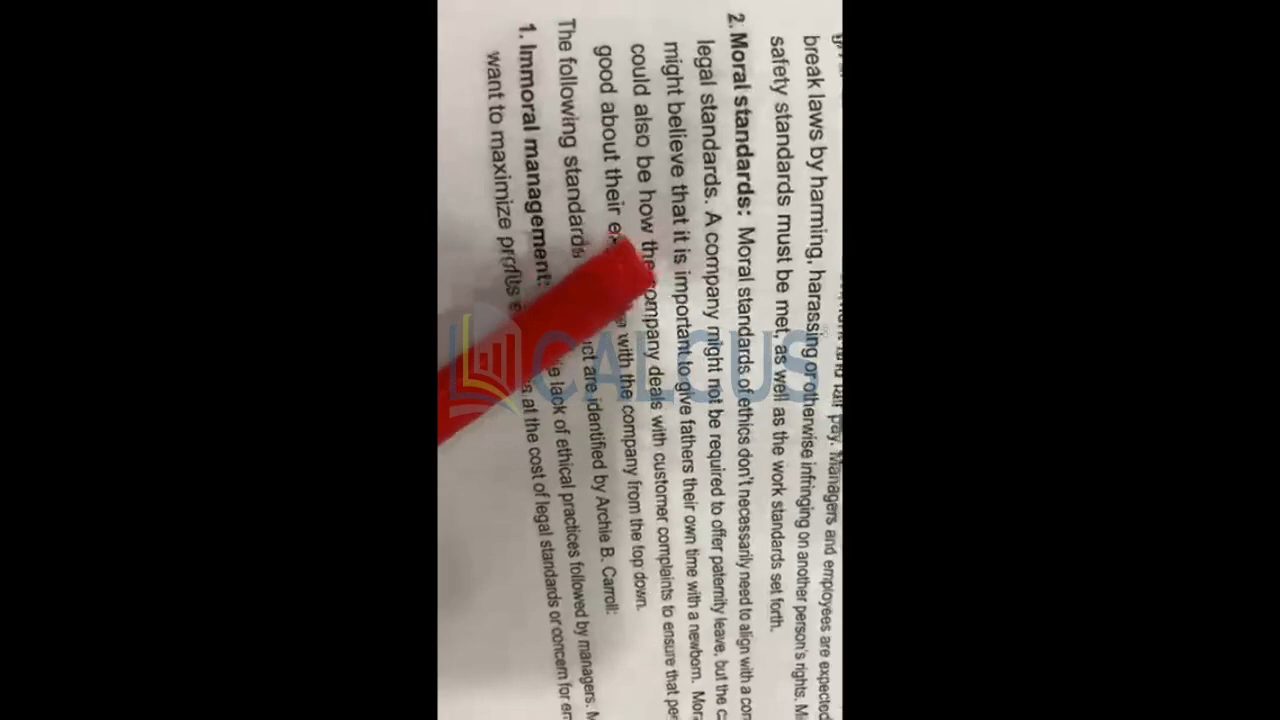 pay. Managers and employees are expected
break laws by harming, harassing or otherwise infringing on another person's rights.
safety standards must be met, as well as the work standards set forth.
2. Moral standards: Moral standards of ethics don't necessarily need to align with a
legal standards. A company might not be required to offer paternity leave, but the
might believe that it is important to give fathers their own time with a newborn.
could also be how the company deals with customer complaints to ensure that
good about their with the company from the top down.
The following standards are identified by Archie B. Carroll:
1. Immoral management: lack of ethical practices followed by managers.
want to maximize profits at the cost of legal standards or concern for
CALCUS